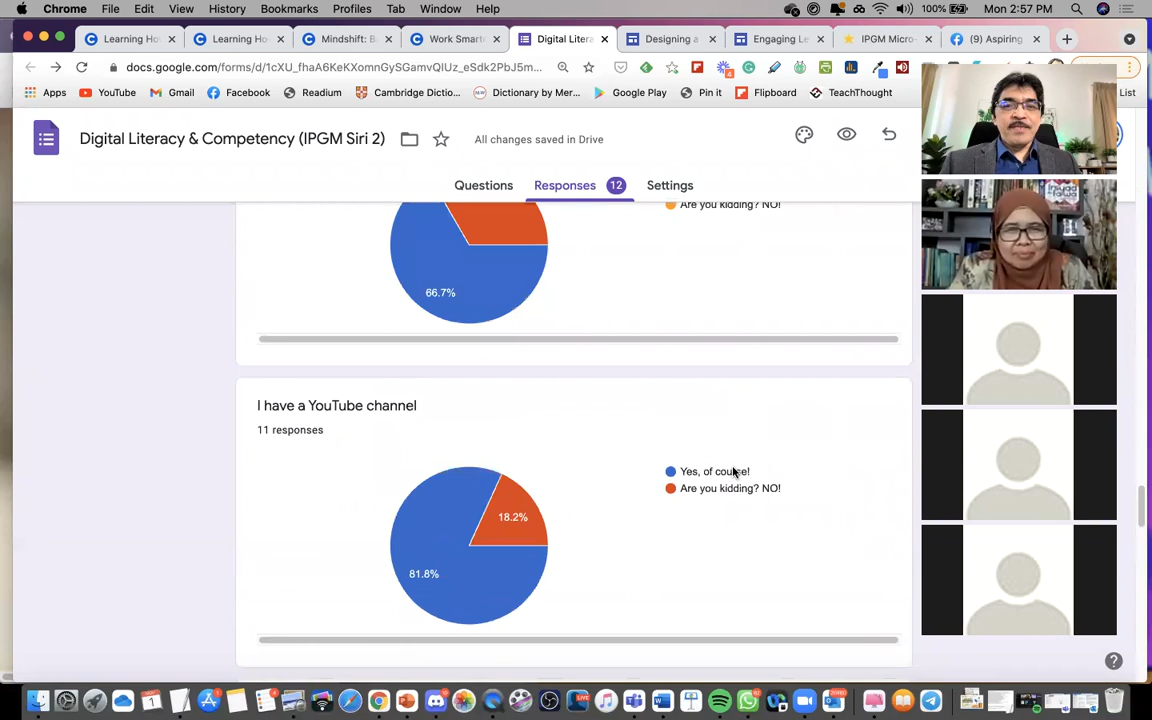 Chrome File Edit View History Bookmarks Profiles Tab Window Help 100% Mon 2:57 PM
Learning Ho Learning Ho Mindshift: B Work Smart Digital Litera Designing a Engaging Le IPGM Micro- (9) Aspiring
docs.google.com/forms/d/1cXU_fhaA6KeKXomnGySGamvQIUz_eSdk2PbJ5m...
Apps YouTube Gmail Facebook Readium Cambridge Dictio... Dictionary by Mer... Google Play Pin it Flipboard TeachThought List
Digital Literacy & Competency (IPGM Siri 2) All changes saved in Drive
Questions Responses 12 Settings
Are you kidding? NO!
66.7%
I have a YouTube channel
11 responses
Yes, of course!
Are you kidding? NO!
18.2%
81.8%